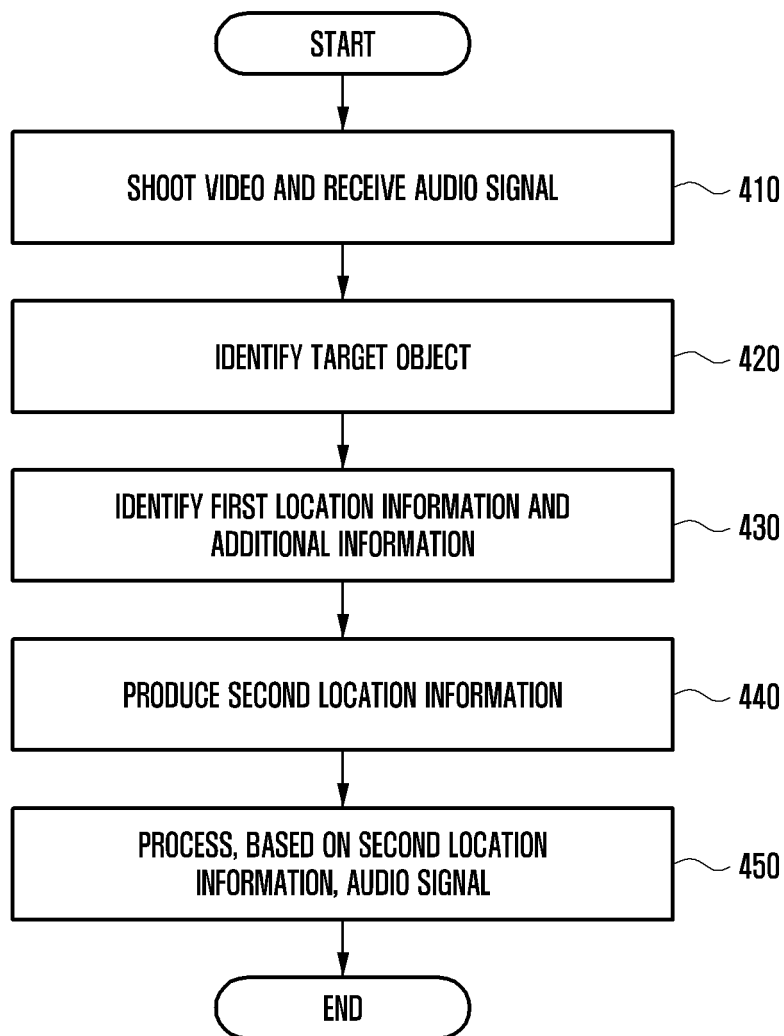 START
SHOOT VIDEO AND RECEIVE AUDIO SIGNAL
410
IDENTIFY TARGET OBJECT
420
IDENTIFY FIRST LOCATION INFORMATION AND
ADDITIONAL INFORMATION
430
PRODUCE SECOND LOCATION INFORMATION
440
PROCESS, BASED ON SECOND LOCATION
INFORMATION, AUDIO SIGNAL
450
END